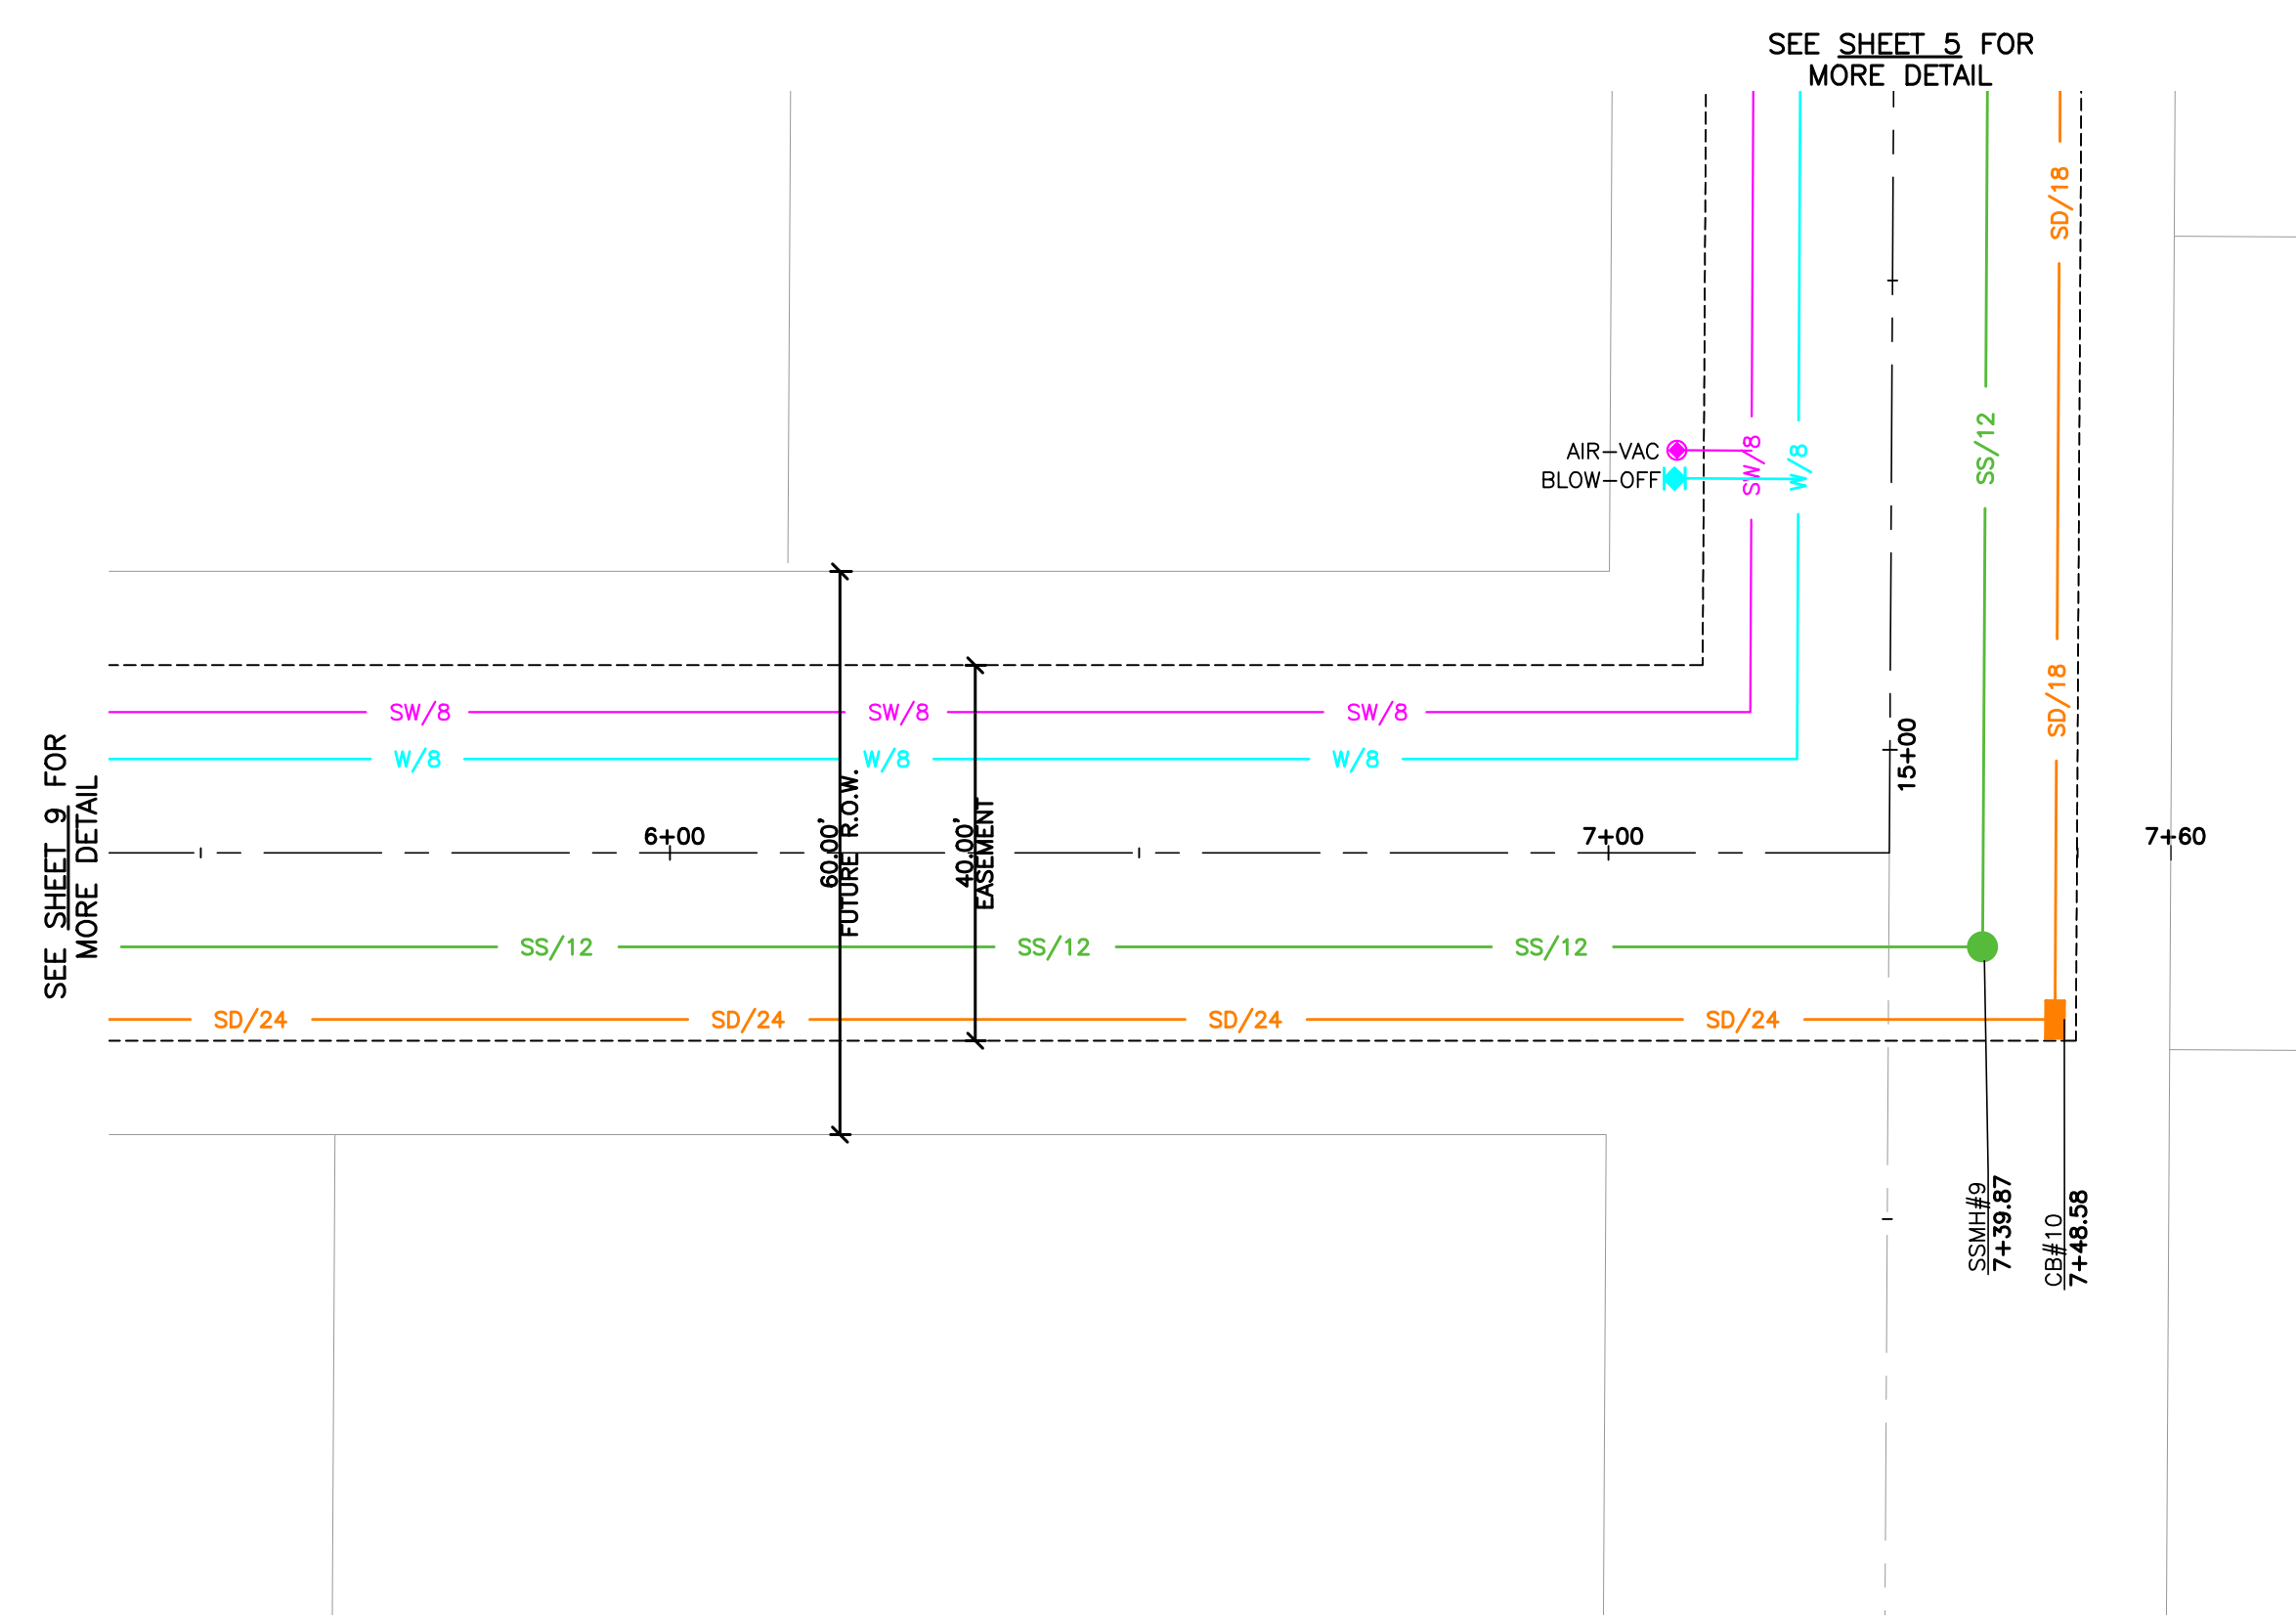 SEE SHEET 5 FOR
MORE DETAIL
SD/18
SS/12
AIR-VAC
SW/8
W/8
BLOW-OFF
SD/18
SW/8
SW/8
SW/8
W/8
W/8
W/8
15+00
SEE SHEET 9 FOR
MORE DETAIL
6+00
60.00'
FUTURE R.O.W.
40.00'
EASEMENT
7+00
7+60
SS/12
SS/12
SS/12
SD/24
SD/24
SD/24
SD/24
SSMH#9
7+39.87
CB#10
7+48.58